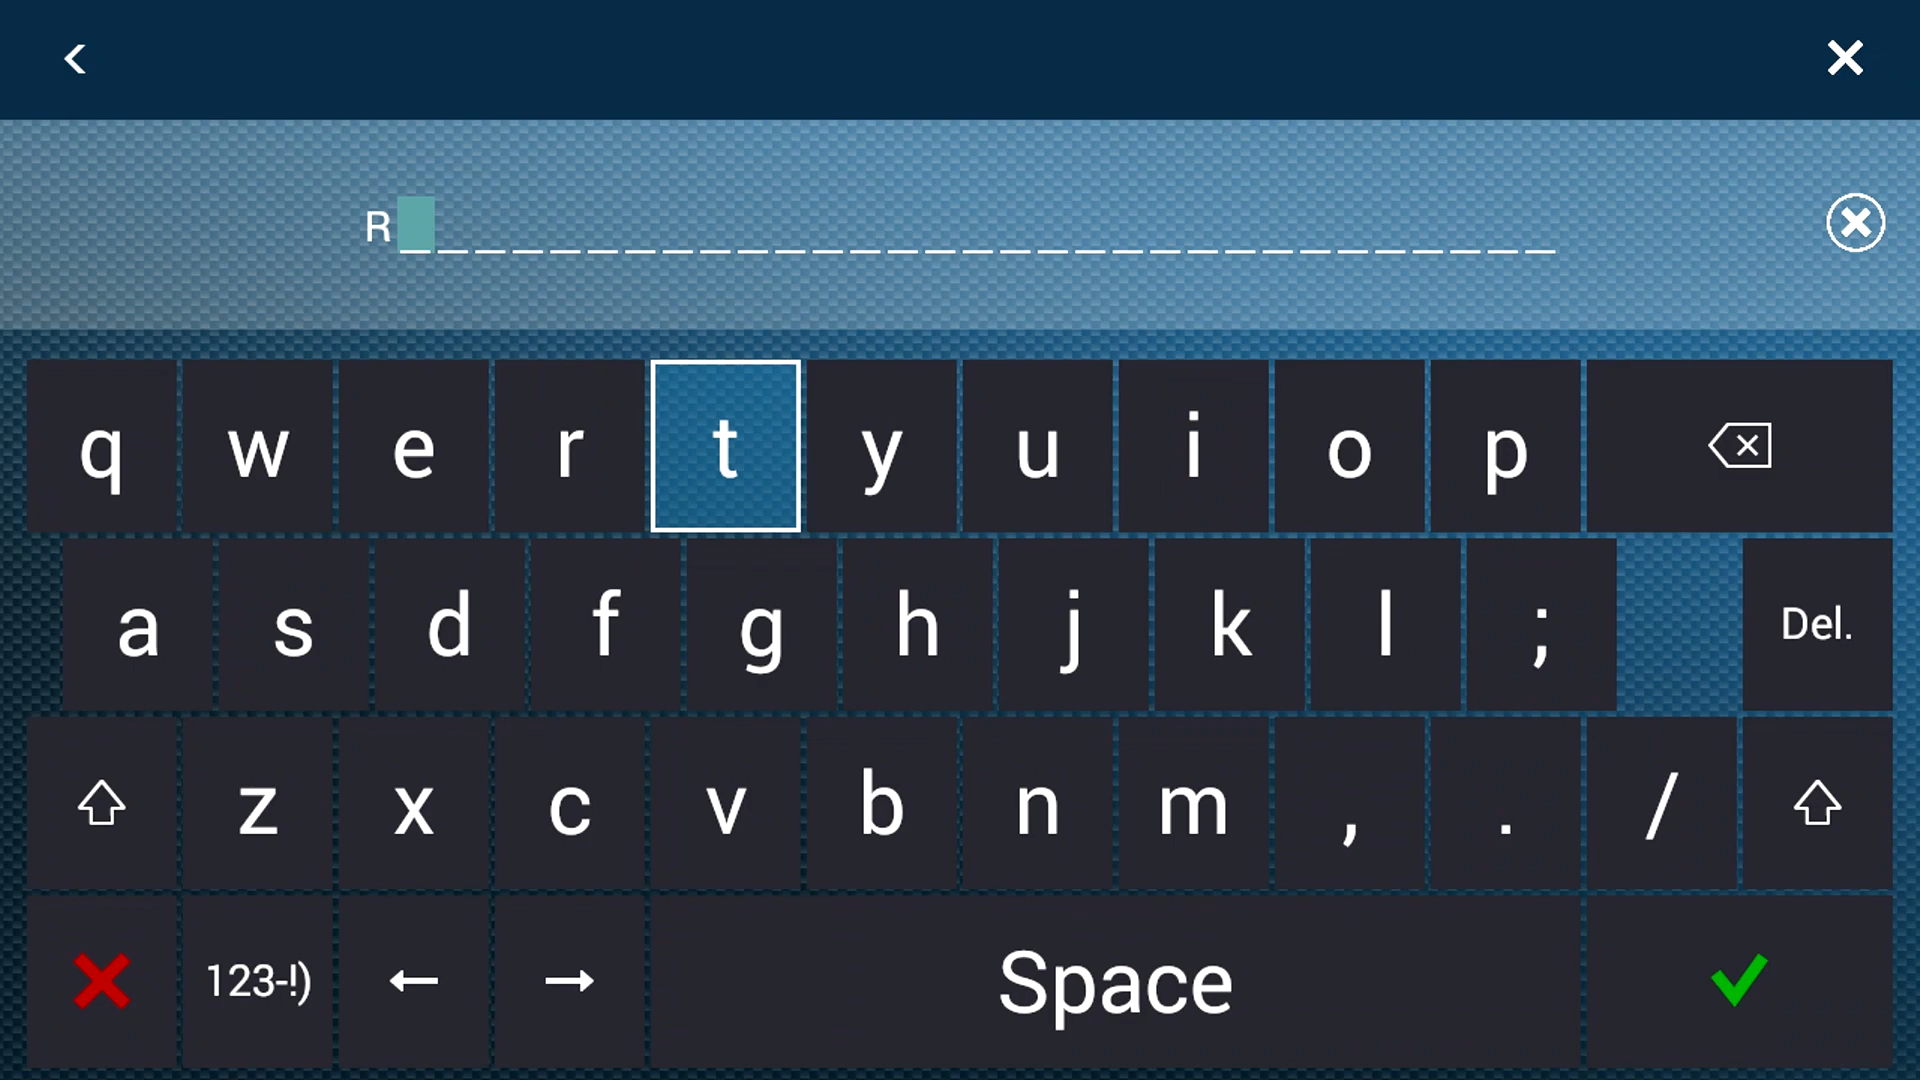 R
q w e r t y u i o p
a s d f g h j k l ; Del.
z x c v b n m , . /
123-!) ← → Space